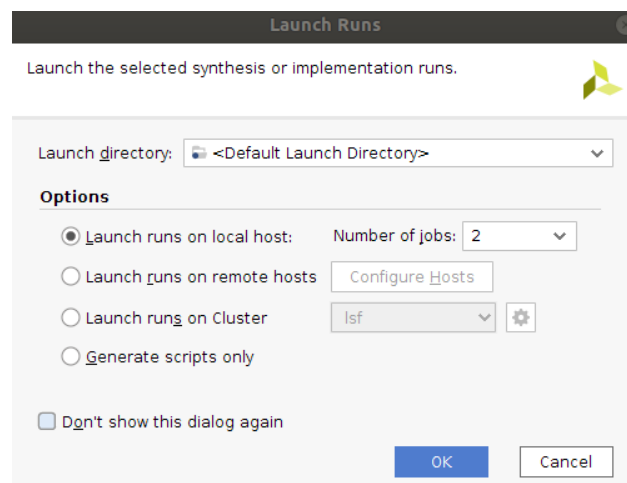 Launch Runs
Launch the selected synthesis or implementation runs.
Launch directory: <Default Launch Directory>
Options
Launch runs on local host: Number of jobs: 2
Launch runs on remote hosts Configure Hosts
Launch runs on Cluster lsf
Generate scripts only
Don't show this dialog again
OK Cancel